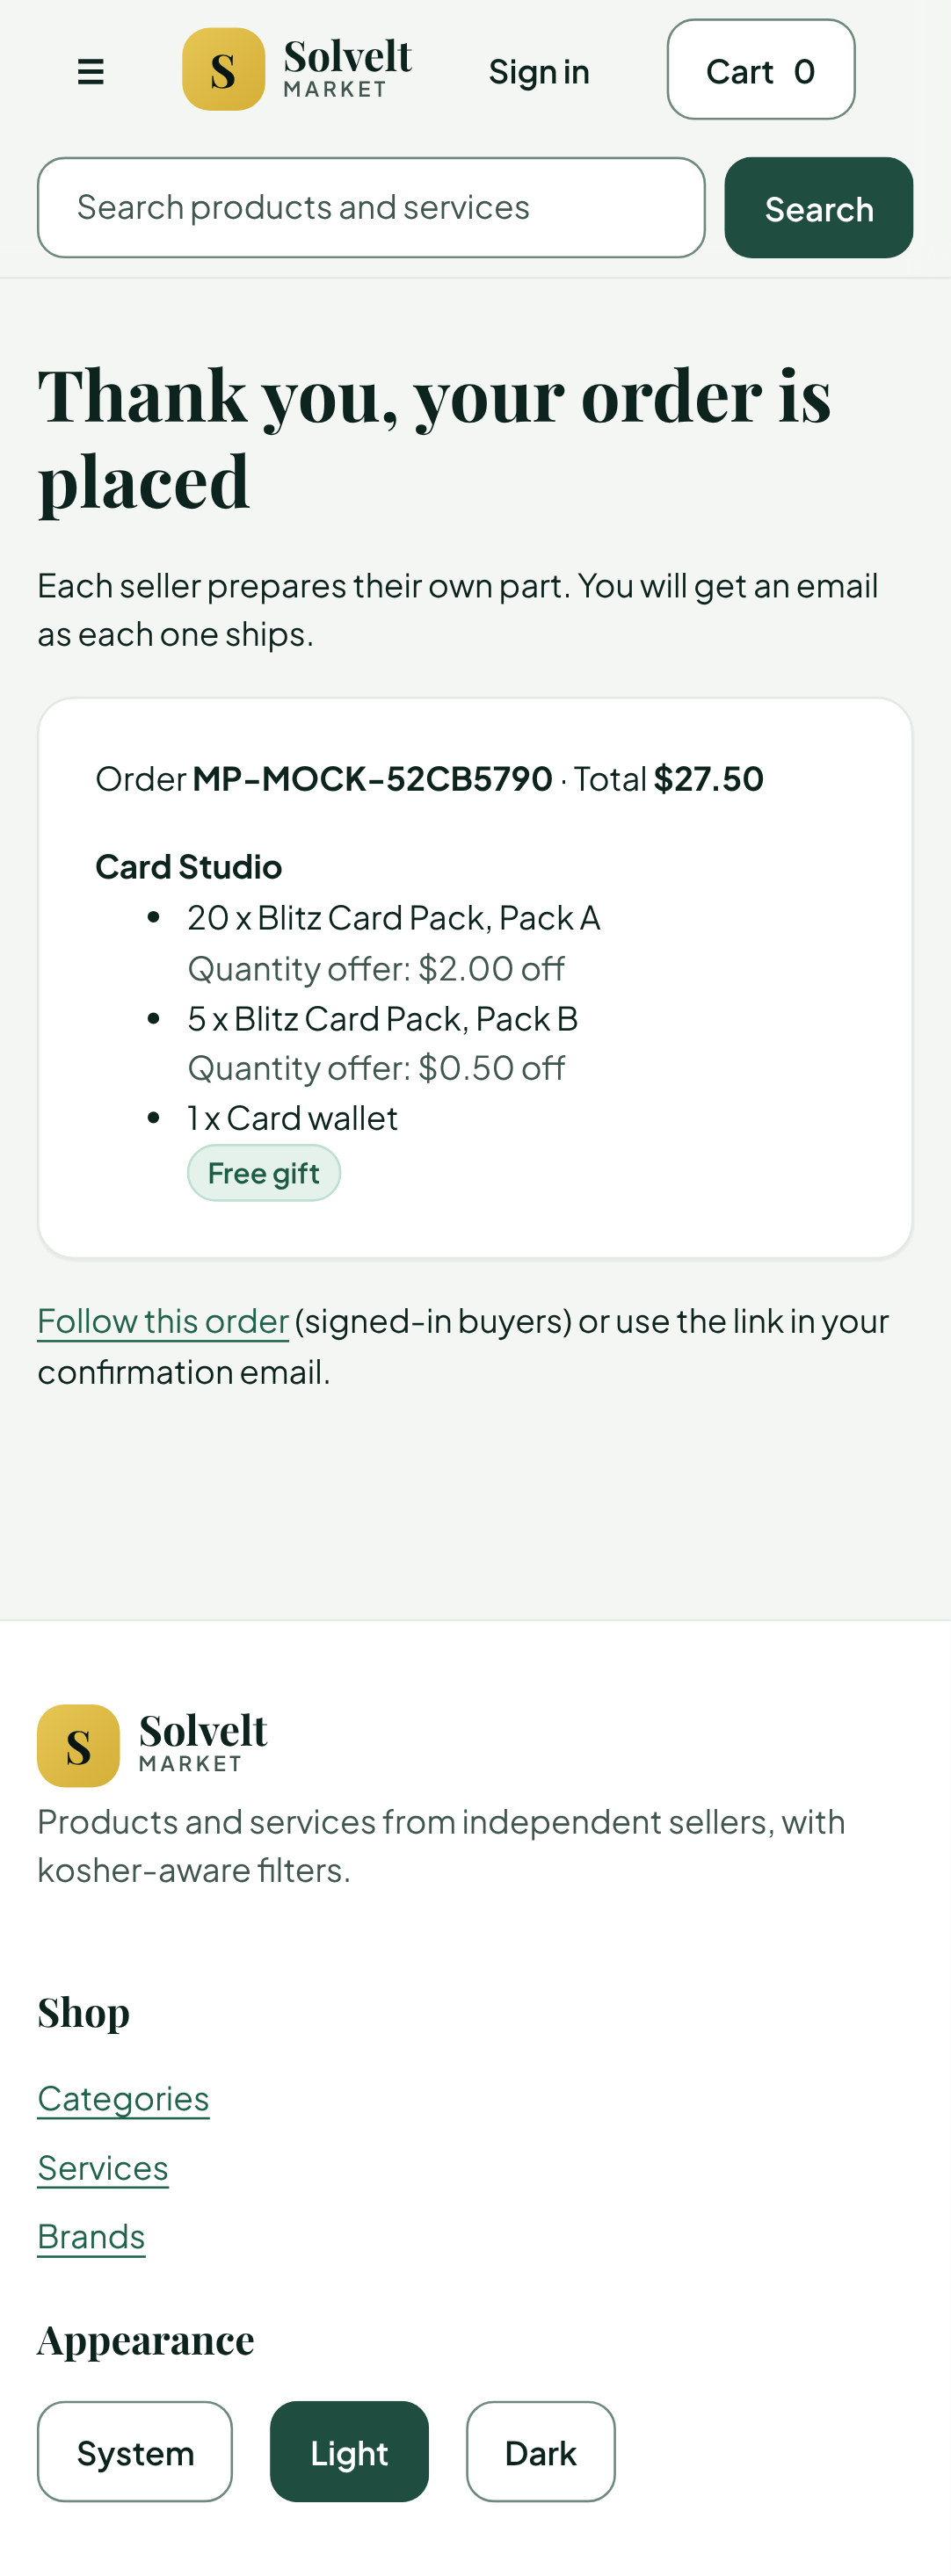 S
Solvelt
MARKET
Sign in
Cart 0
Search products and services
Search
Thank you, your order is
placed
Each seller prepares their own part. You will get an email
as each one ships.
Order MP-MOCK-52CB5790 · Total $27.50
Card Studio
• 20 x Blitz Card Pack, Pack A
Quantity offer: $2.00 off
• 5 x Blitz Card Pack, Pack B
Quantity offer: $0.50 off
• 1 x Card wallet
Free gift
Follow this order (signed-in buyers) or use the link in your
confirmation email.
S
Solvelt
MARKET
Products and services from independent sellers, with
kosher-aware filters.
Shop
Categories
Services
Brands
Appearance
System
Light
Dark